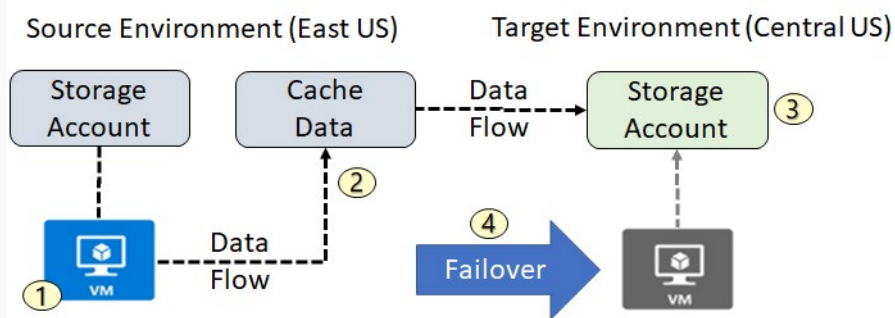 Source Environment (East US)
Target Environment (Central US)
Storage
Account
Cache
Data
Data
Flow
Storage
Account
3
2
4
Failover
Data
Flow
1
VM
VM